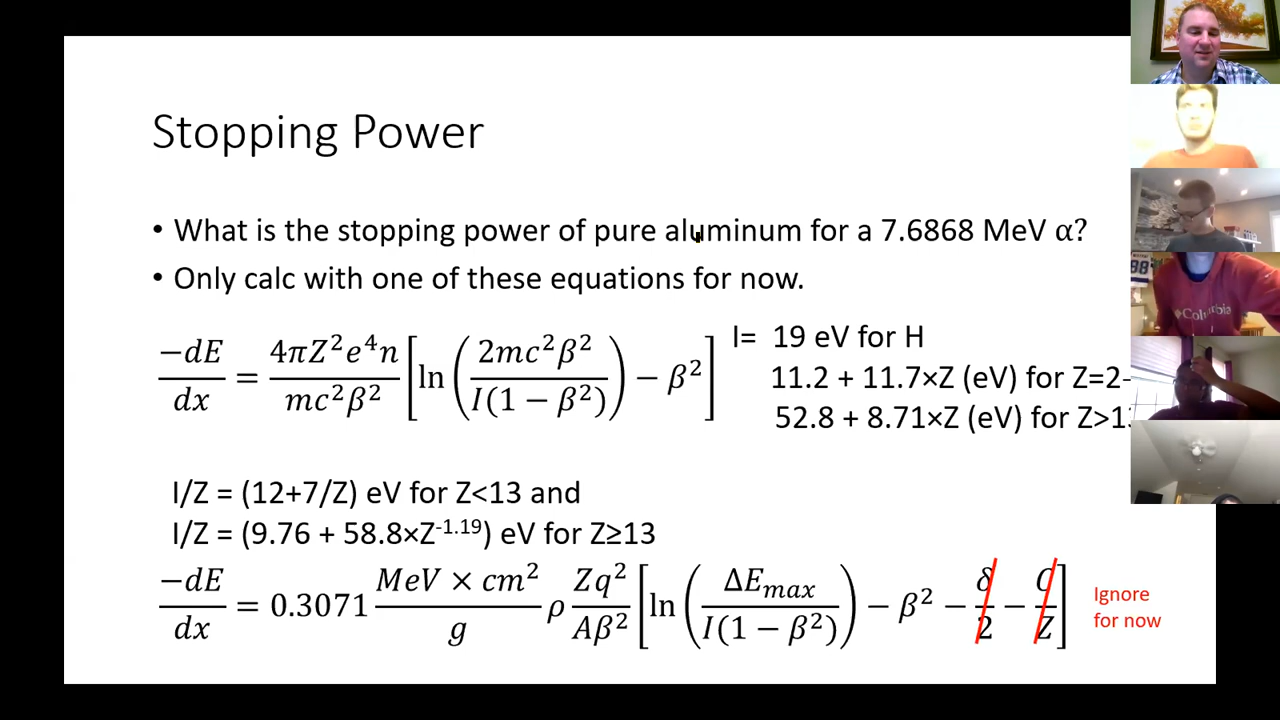 Stopping Power
• What is the stopping power of pure aluminum for a 7.6868 MeV α?
• Only calc with one of these equations for now.
−dE/dx = 4πZ²e⁴n/mc²β² [ln(2mc²β²/I(1 − β²)) − β²]
I= 19 eV for H
11.2 + 11.7×Z (eV) for Z=2-
52.8 + 8.71×Z (eV) for Z>13
I/Z = (12+7/Z) eV for Z<13 and
I/Z = (9.76 + 58.8×Z⁻¹·¹⁹) eV for Z≥13
−dE/dx = 0.3071 MeV × cm²/g ρ Zq²/Aβ² [ln(ΔEmax/I(1 − β²)) − β² − δ/2 − C/Z]
Ignore
for now
Columbia
88